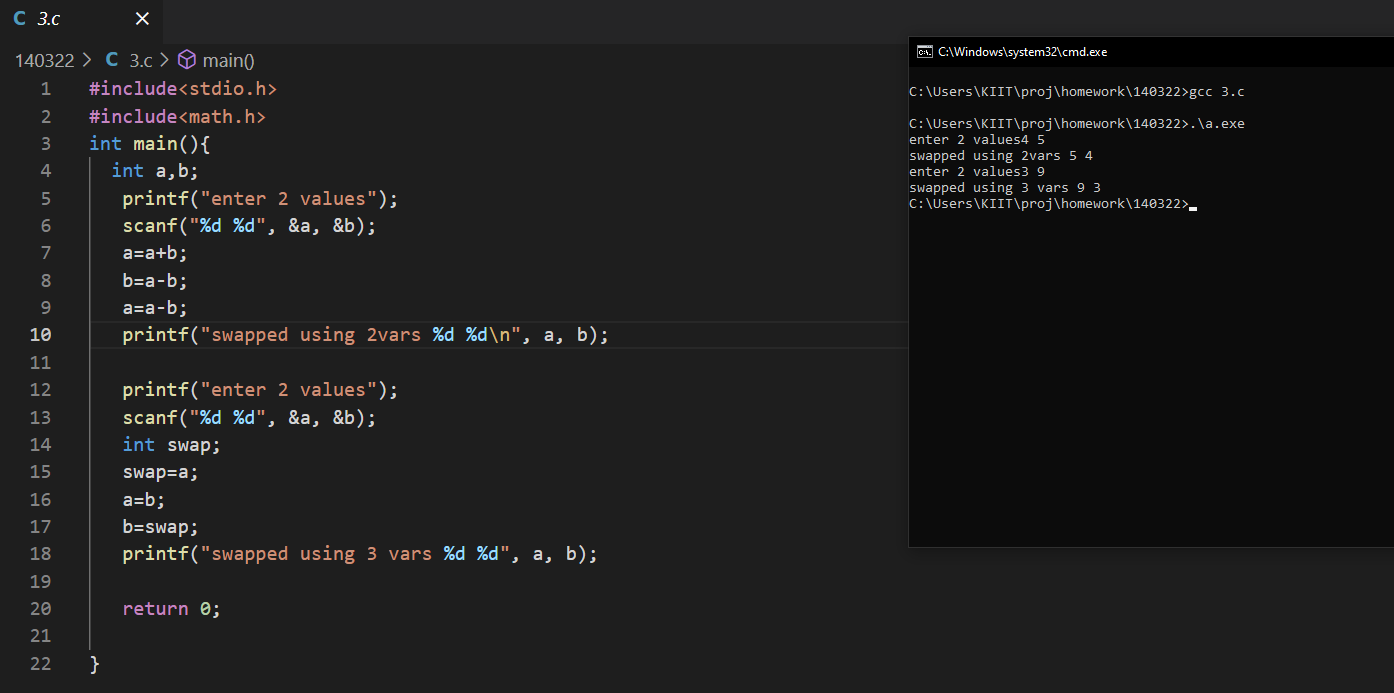 3.c
140322 > C 3.c > main()
1 #include<stdio.h>
2 #include<math.h>
3 int main(){
4 int a,b;
5 printf("enter 2 values");
6 scanf("%d %d", &a, &b);
7 a=a+b;
8 b=a-b;
9 a=a-b;
10 printf("swapped using 2vars %d %d\n", a, b);
11
12 printf("enter 2 values");
13 scanf("%d %d", &a, &b);
14 int swap;
15 swap=a;
16 a=b;
17 b=swap;
18 printf("swapped using 3 vars %d %d", a, b);
19
20 return 0;
21
22 }
C:\Windows\system32\cmd.exe
C:\Users\KIIT\proj\homework\140322>gcc 3.c
C:\Users\KIIT\proj\homework\140322>.\a.exe
enter 2 values4 5
swapped using 2vars 5 4
enter 2 values3 9
swapped using 3 vars 9 3
C:\Users\KIIT\proj\homework\140322>